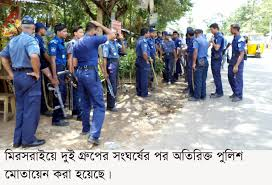 মিরসরাইয়ে দুই গ্রুপের সংঘর্ষের পর অতিরিক্ত পুলিশ
মোতায়েন করা হয়েছে।